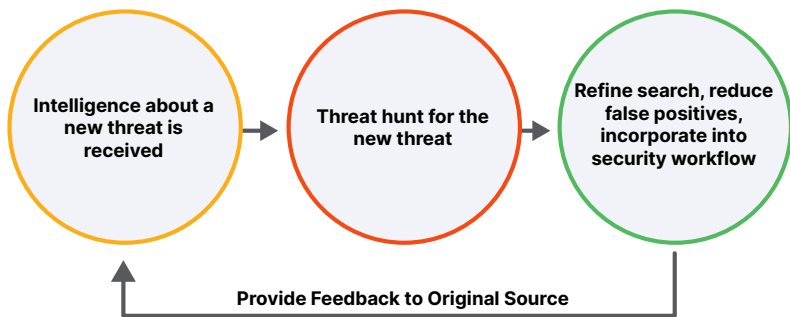 Intelligence about a
new threat is
received
Threat hunt for the
new threat
Refine search, reduce
false positives,
incorporate into
security workflow
Provide Feedback to Original Source